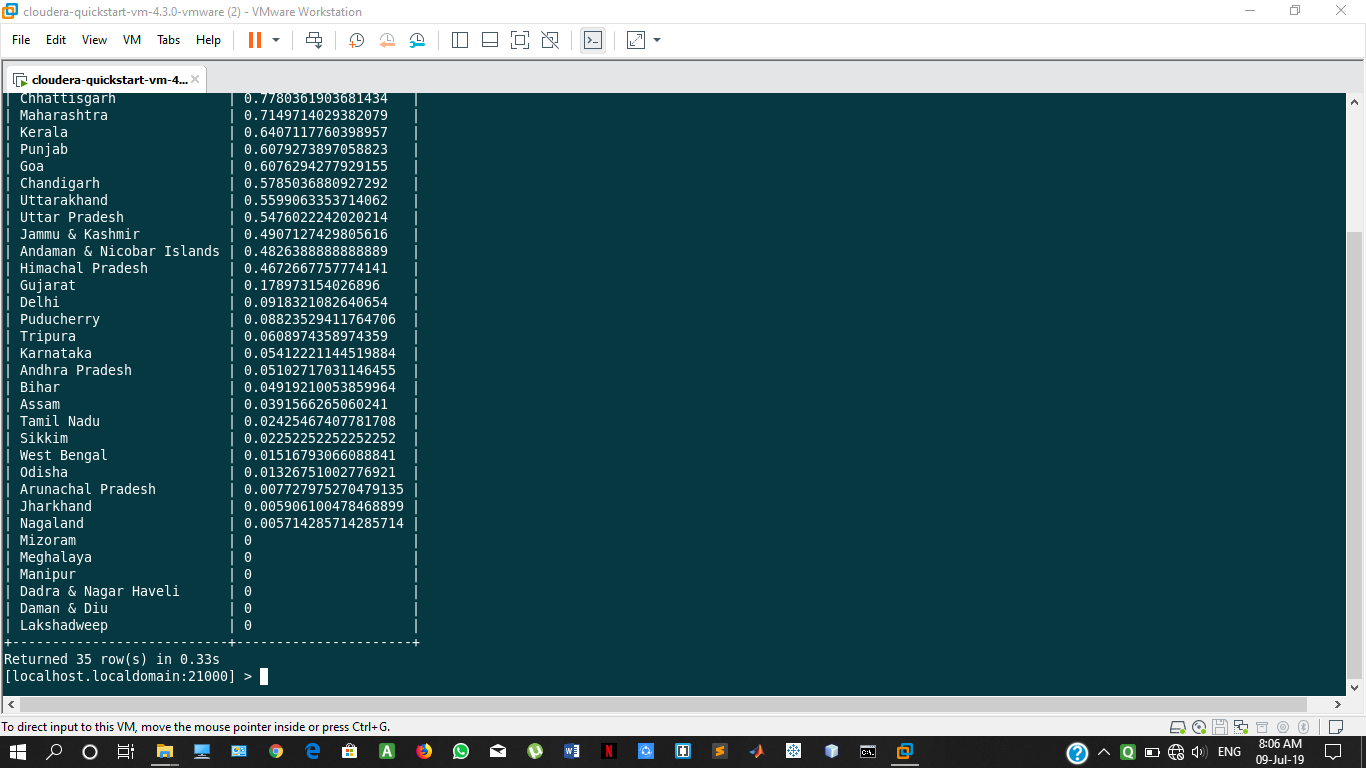 cloudera-quickstart-vm-4.3.0-vmware (2) - VMware Workstation
File Edit View VM Tabs Help
cloudera-quickstart-vm-4...
| Chhattisgarh | 0.7780361903681434 |
| Maharashtra | 0.7149714029382079 |
| Kerala | 0.6407117760398957 |
| Punjab | 0.6079273897058823 |
| Goa | 0.6076294277929155 |
| Chandigarh | 0.5785036880927292 |
| Uttarakhand | 0.5599063353714062 |
| Uttar Pradesh | 0.5476022242020214 |
| Jammu & Kashmir | 0.4907127429805616 |
| Andaman & Nicobar Islands | 0.4826388888888889 |
| Himachal Pradesh | 0.4672667757774141 |
| Gujarat | 0.178973154026896 |
| Delhi | 0.0918321082640654 |
| Puducherry | 0.08823529411764706 |
| Tripura | 0.0608974358974359 |
| Karnataka | 0.05412221144519884 |
| Andhra Pradesh | 0.05102717031146455 |
| Bihar | 0.04919210053859964 |
| Assam | 0.0391566265060241 |
| Tamil Nadu | 0.02425467407781708 |
| Sikkim | 0.02252252252252252 |
| West Bengal | 0.01516793066088841 |
| Odisha | 0.01326751002776921 |
| Arunachal Pradesh | 0.007727975270479135 |
| Jharkhand | 0.005906100478468899 |
| Nagaland | 0.005714285714285714 |
| Mizoram | 0 |
| Meghalaya | 0 |
| Manipur | 0 |
| Dadra & Nagar Haveli | 0 |
| Daman & Diu | 0 |
| Lakshadweep | 0 |
+---------------------------+----------------------+
Returned 35 row(s) in 0.33s
[localhost.localdomain:21000] >
To direct input to this VM, move the mouse pointer inside or press Ctrl+G.
ENG
8:06 AM
09-Jul-19